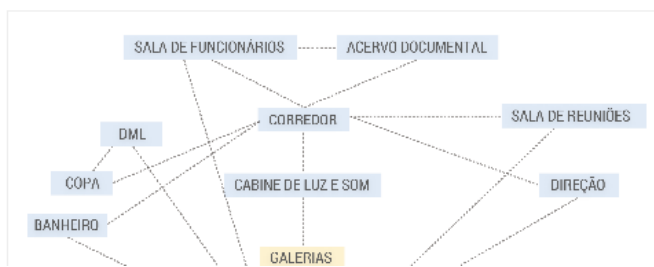 SALA DE FUNCIONÁRIOS
ACERVO DOCUMENTAL
CORREDOR
SALA DE REUNIÕES
DML
COPA
CABINE DE LUZ E SOM
DIREÇÃO
BANHEIRO
GALERIAS